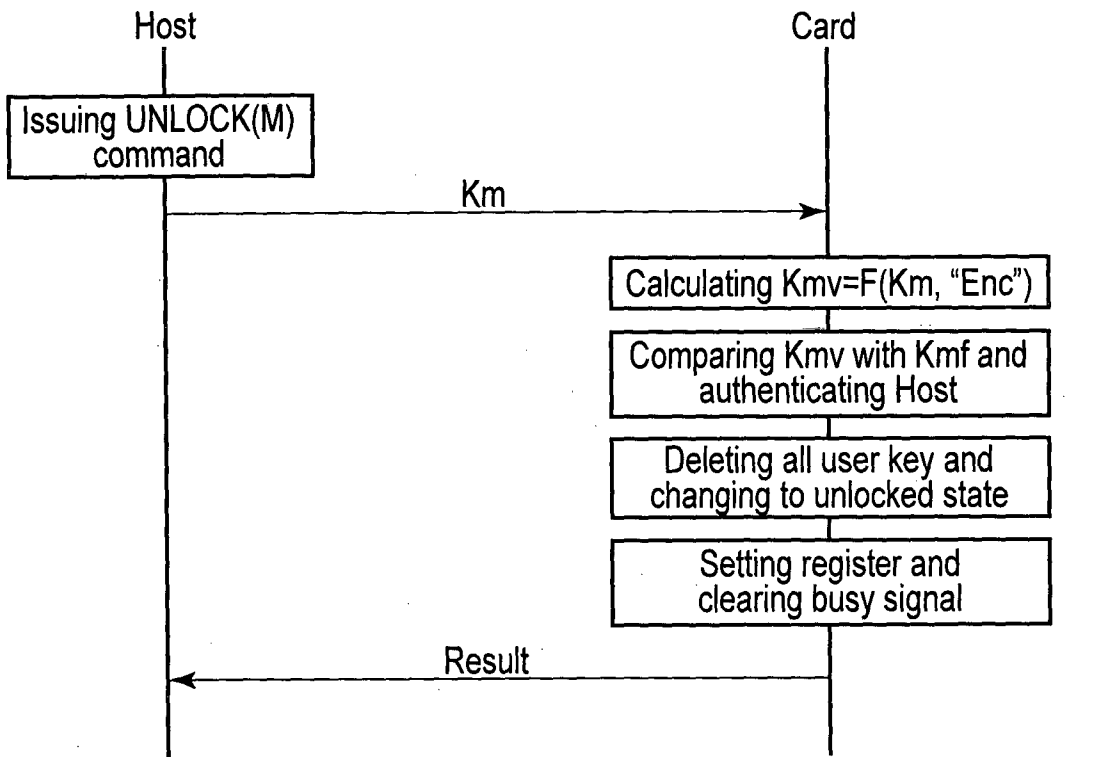 Host
Card
Issuing UNLOCK(M)
command
Km
Calculating Kmv=F(Km, “Enc”)
Comparing Kmv with Kmf and
authenticating Host
Deleting all user key and
changing to unlocked state
Setting register and
clearing busy signal
Result